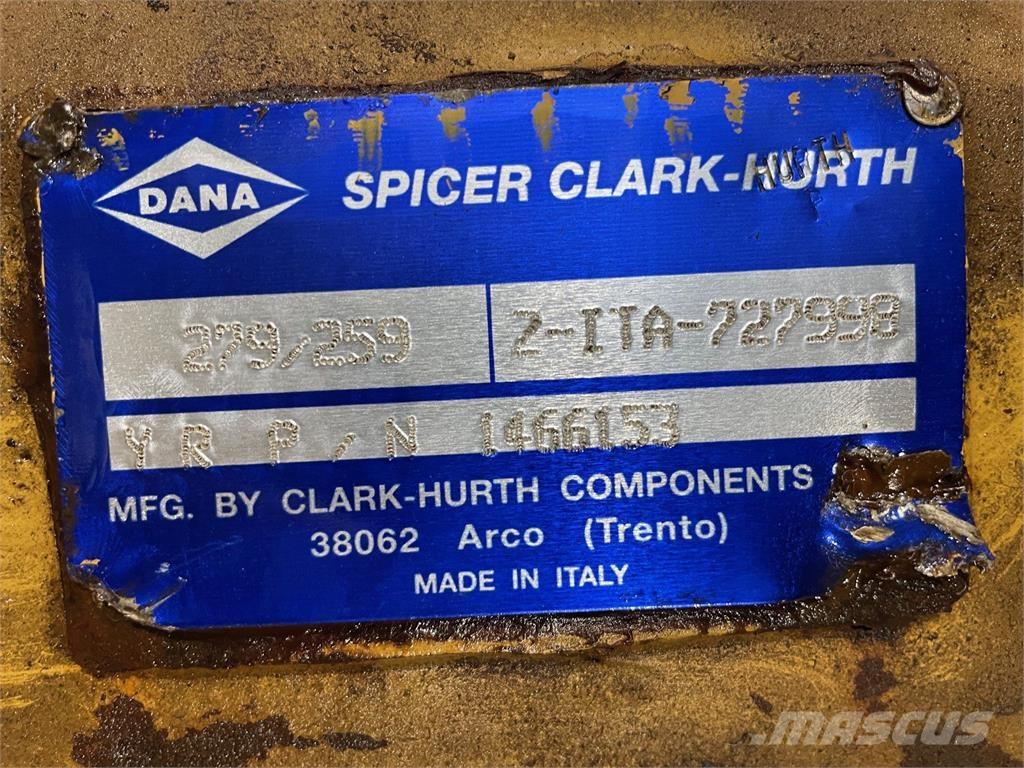 DANA SPICER CLARK-HURTH
HURTH
P
279/259 Z-ITA-727998
YR P/N 1466153
MFG. BY CLARK-HURTH COMPONENTS
38062 Arco (Trento)
MADE IN ITALY
MASCUS